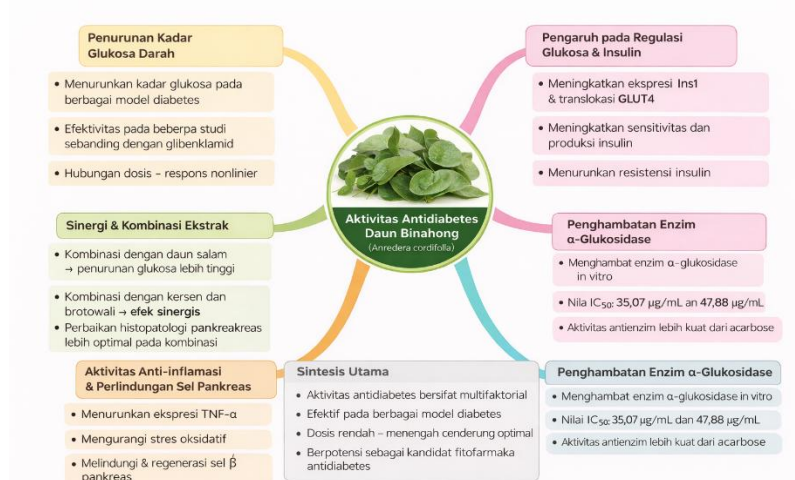 Penurunan Kadar
Glukosa Darah
• Menurunkan kadar glukosa pada
berbagai model diabetes
• Efektivitas pada beberpa studi
sebanding dengan glibenklamid
• Hubungan dosis – respons nonlinier
Sinergi & Kombinasi Ekstrak
• Kombinasi dengan daun salam
→ penurunan glukosa lebih tinggi
• Kombinasi dengan kersen dan
brotowali → efek sinergis
• Perbaikan histopatologi pankreakreas
lebih optimal pada kombinasi
Aktivitas Anti-inflamasi
& Perlindungan Sel Pankreas
• Menurunkan ekspresi TNF-α
• Mengurangi stres oksidatif
• Melindungi & regenerasi sel β
pankreas
Aktivitas Antidiabetes
Daun Binahong
(Anredera cordifolla)
Sintesis Utama
• Aktivitas antidiabetes bersifat multifaktorial
• Efektif pada berbagai model diabetes
• Dosis rendah – menengah cenderung optimal
• Berpotensi sebagai kandidat fitofarmaka
antidiabetes
Pengaruh pada Regulasi
Glukosa & Insulin
• Meningkatkan ekspresi Ins1
& translokasi GLUT4
• Meningkatkan sensitivitas dan
produksi insulin
• Menurunkan resistensi insulin
Penghambatan Enzim
α-Glukosidase
• Menghambat enzim α-glukosidase
in vitro
• Nila IC₅₀: 35,07 µg/mL an 47,88 µg/mL
• Aktivitas antienzim lebih kuat dari acarbose
Penghambatan Enzim α-Glukosidase
• Menghambat enzim α-glukosidase in vitro
• Nilai IC₅₀: 35,07 µg/mL dan 47,88 µg/mL
• Aktivitas antienzim lebih kuat dari acarbose